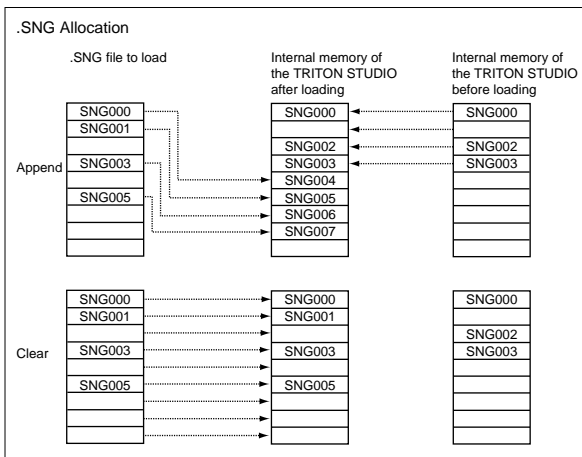 .SNG Allocation
.SNG file to load
Internal memory of
the TRITON STUDIO
after loading
Internal memory of
the TRITON STUDIO
before loading
Append
SNG000
SNG001
SNG003
SNG005
SNG000
SNG002
SNG003
SNG004
SNG005
SNG006
SNG007
SNG000
SNG002
SNG003
Clear
SNG000
SNG001
SNG003
SNG005
SNG000
SNG001
SNG003
SNG005
SNG000
SNG002
SNG003